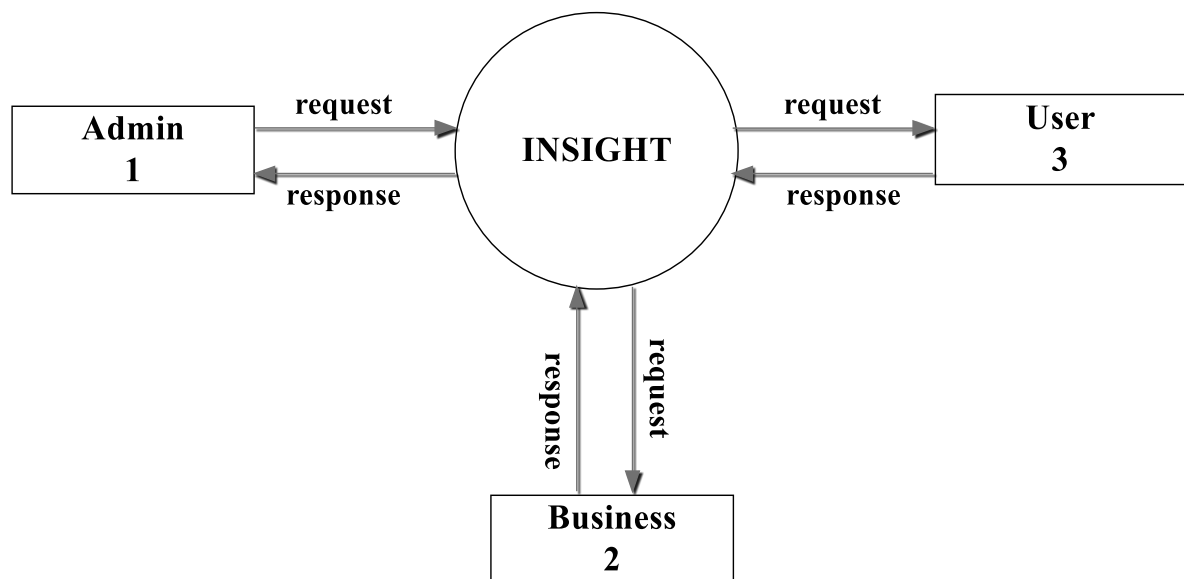 request
Admin
1
response
INSIGHT
request
User
3
response
response
request
Business
2